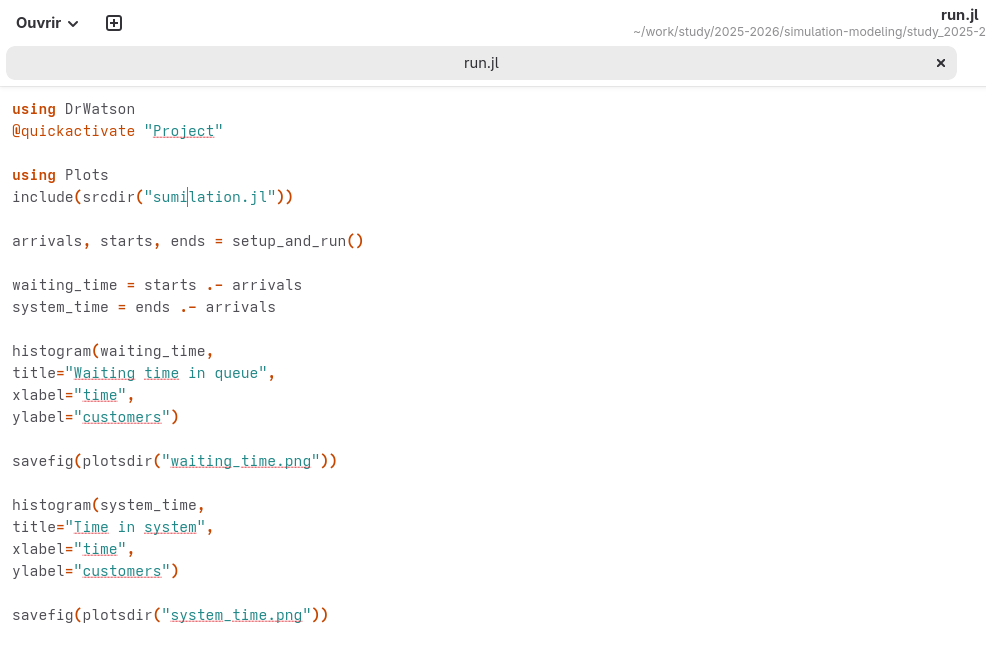 Ouvrir
run.jl
~/work/study/2025-2026/simulation-modeling/study_2025-2
run.jl
using DrWatson
@quickactivate "Project"
using Plots
include(srcdir("sumilation.jl"))
arrivals, starts, ends = setup_and_run()
waiting_time = starts .- arrivals
system_time = ends .- arrivals
histogram(waiting_time,
title="Waiting time in queue",
xlabel="time",
ylabel="customers")
savefig(plotsdir("waiting_time.png"))
histogram(system_time,
title="Time in system",
xlabel="time",
ylabel="customers")
savefig(plotsdir("system_time.png"))